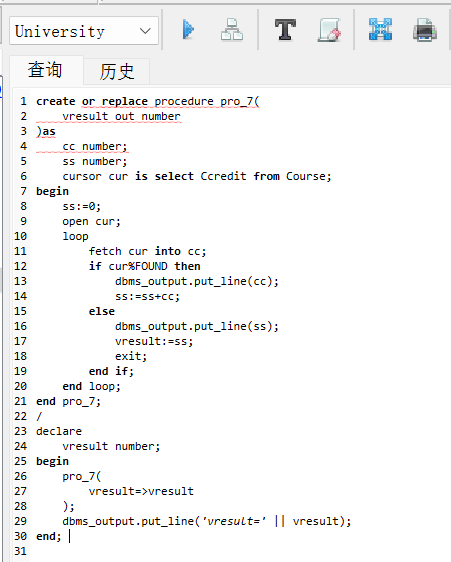 University
查询 历史
1 create or replace procedure pro_7(
2     vresult out number
3 )as
4     cc number;
5     ss number;
6     cursor cur is select Ccredit from Course;
7 begin
8     ss:=0;
9     open cur;
10     loop
11         fetch cur into cc;
12         if cur%FOUND then
13             dbms_output.put_line(cc);
14             ss:=ss+cc;
15         else
16             dbms_output.put_line(ss);
17             vresult:=ss;
18             exit;
19         end if;
20     end loop;
21 end pro_7;
22 /
23 declare
24     vresult number;
25 begin
26     pro_7(
27         vresult=>vresult
28     );
29     dbms_output.put_line('vresult=' || vresult);
30 end;
31